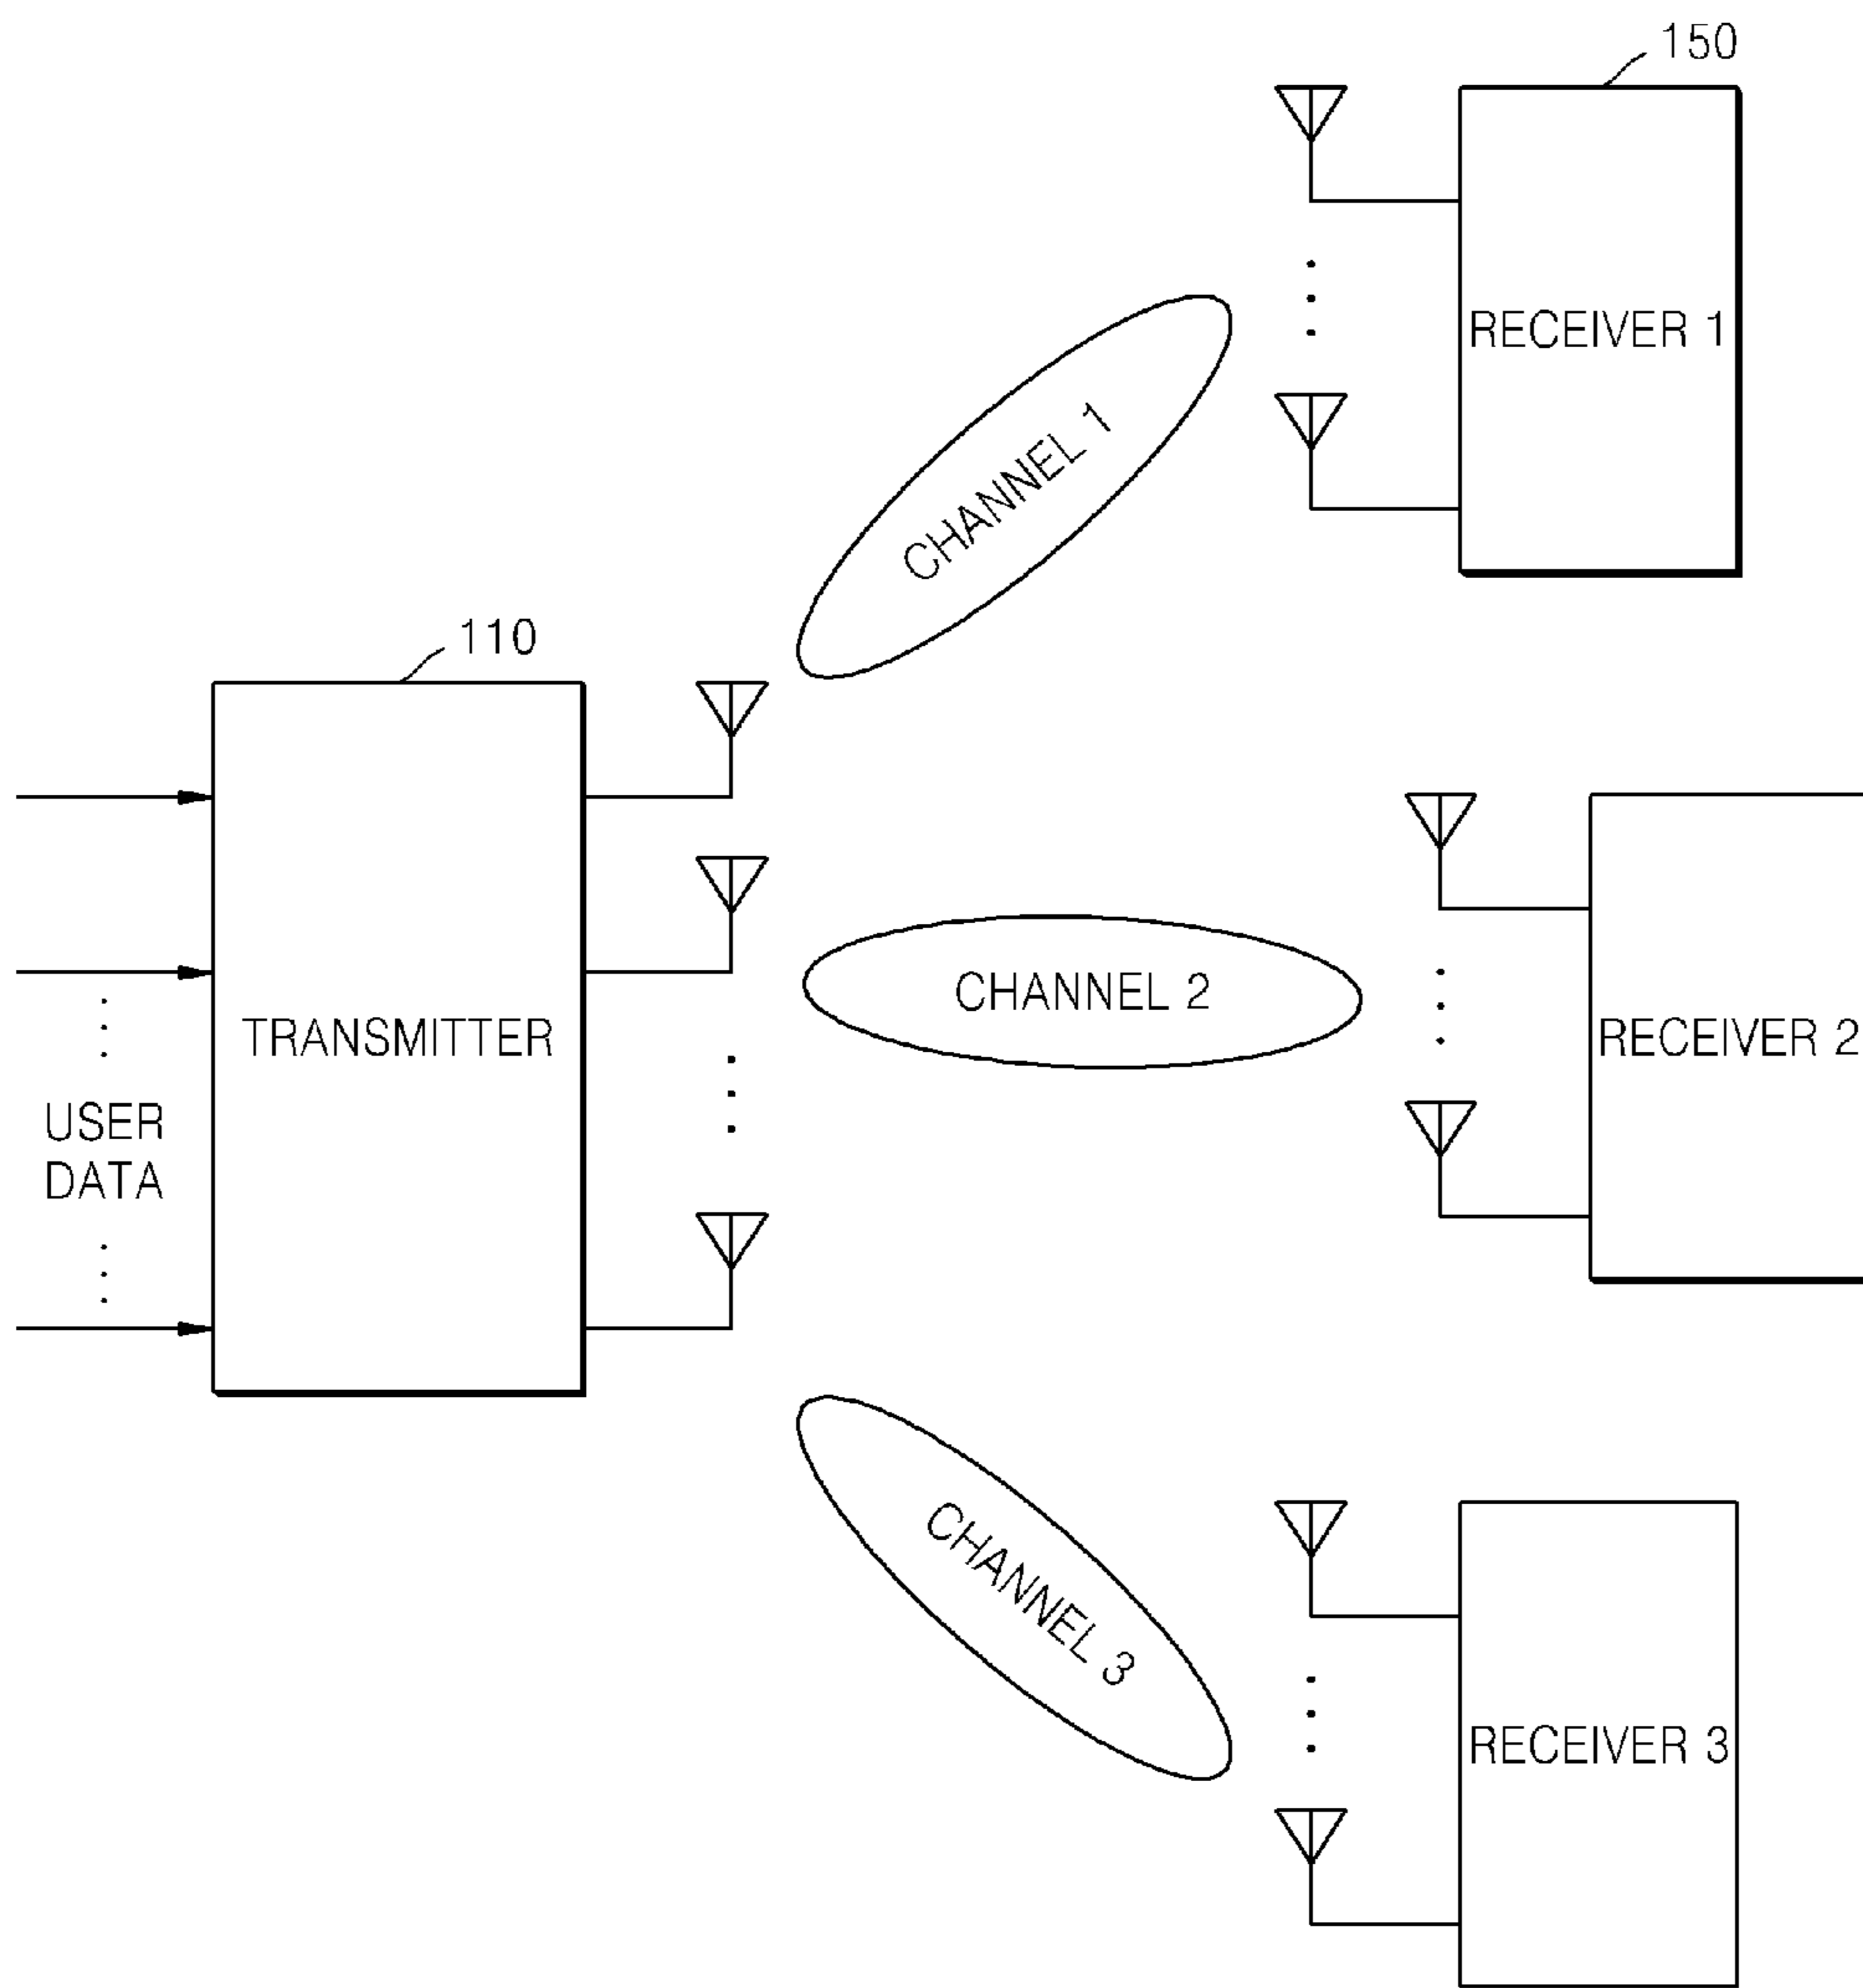 150
RECEIVER 1
CHANNEL 1
110
TRANSMITTER
USER
DATA
CHANNEL 2
RECEIVER 2
CHANNEL 3
RECEIVER 3